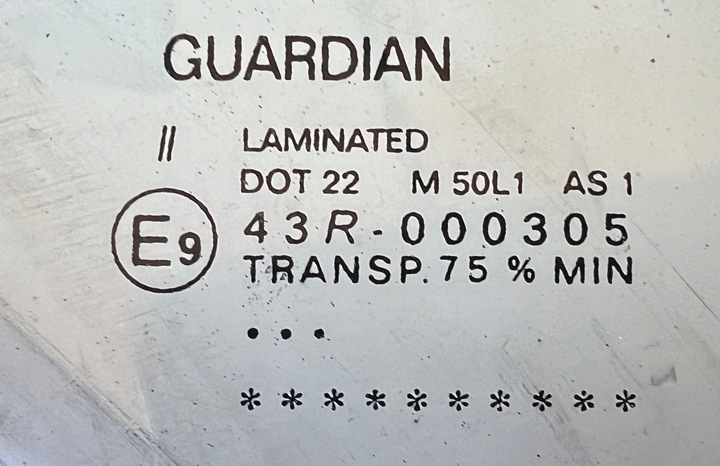 GUARDIAN
// LAMINATED
DOT 22 M 50L1 AS 1
E9 43R-000305
TRANSP. 75 % MIN
• • •
* * * * * * * * * *